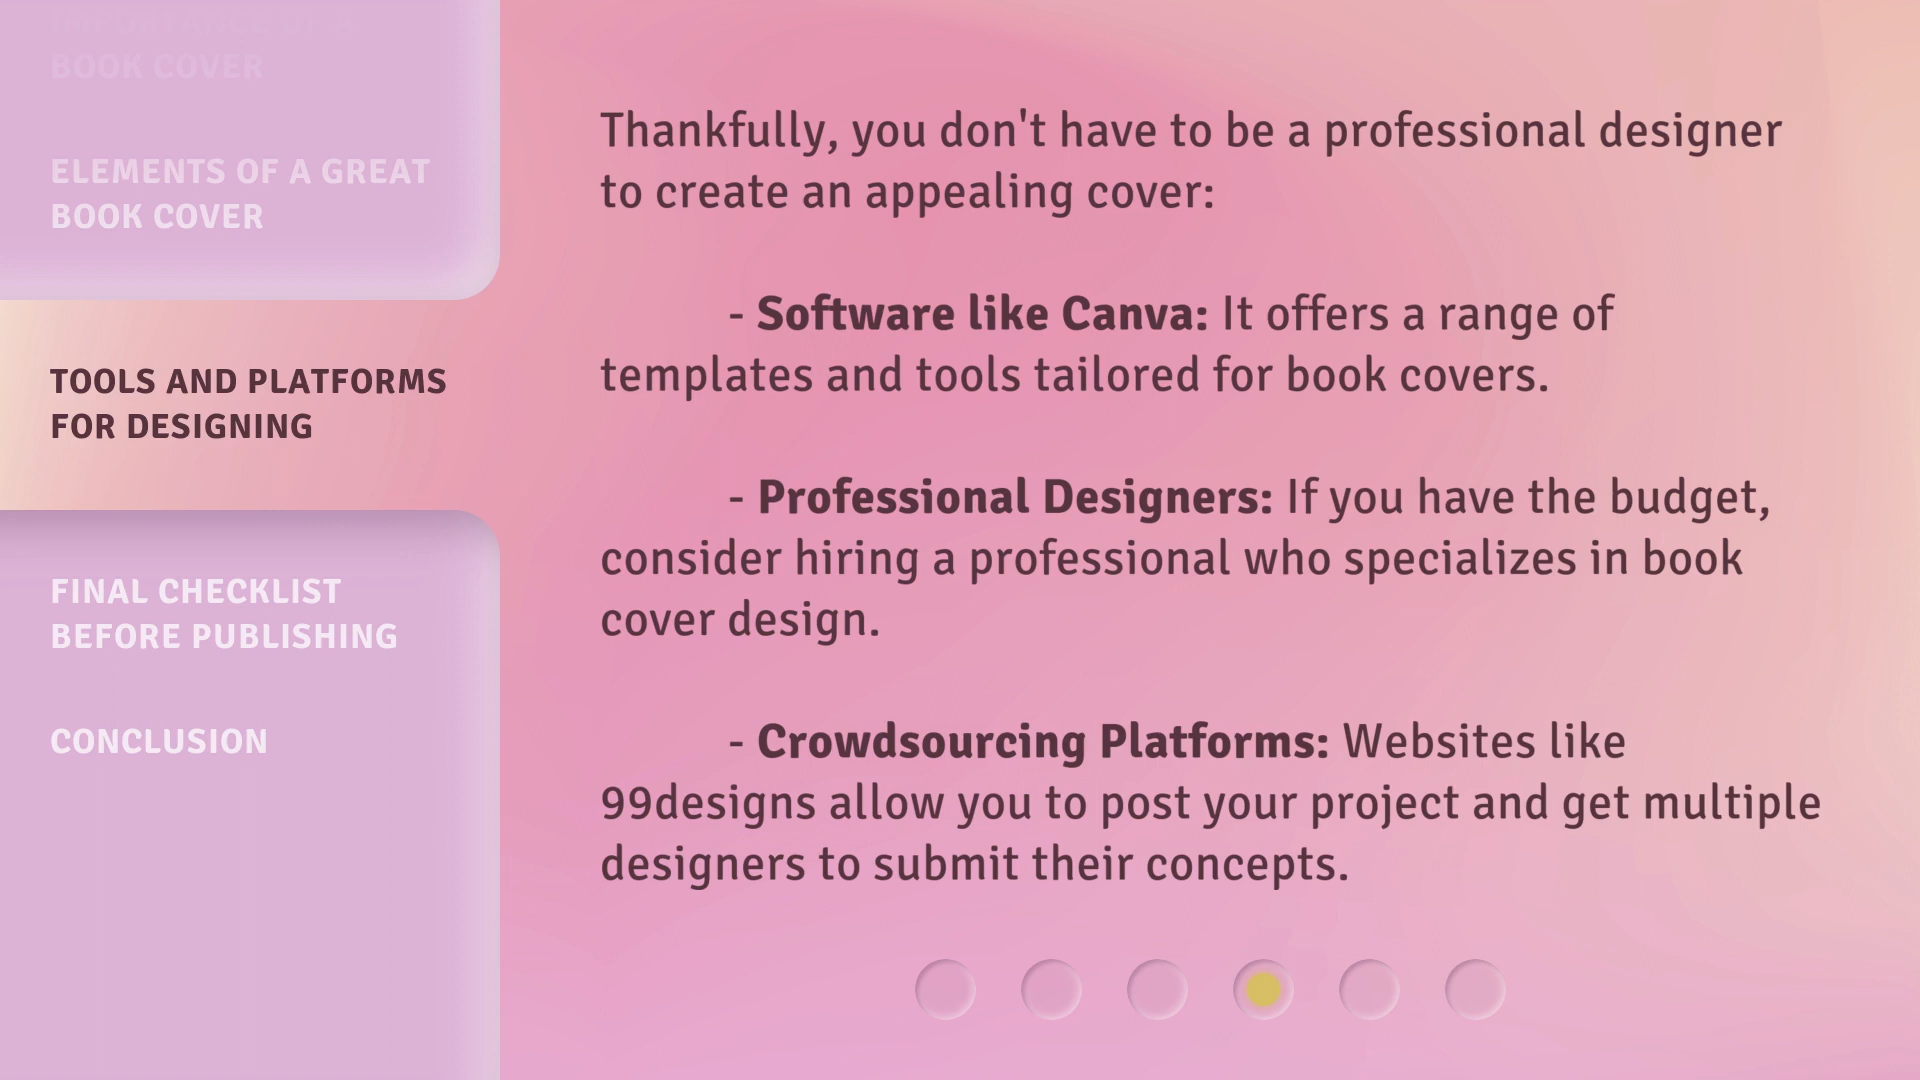 IMPORTANCE OF A
BOOK COVER
ELEMENTS OF A GREAT
BOOK COVER
TOOLS AND PLATFORMS
FOR DESIGNING
FINAL CHECKLIST
BEFORE PUBLISHING
CONCLUSION
Thankfully, you don't have to be a professional designer
to create an appealing cover:
- Software like Canva: It offers a range of
templates and tools tailored for book covers.
- Professional Designers: If you have the budget,
consider hiring a professional who specializes in book
cover design.
- Crowdsourcing Platforms: Websites like
99designs allow you to post your project and get multiple
designers to submit their concepts.